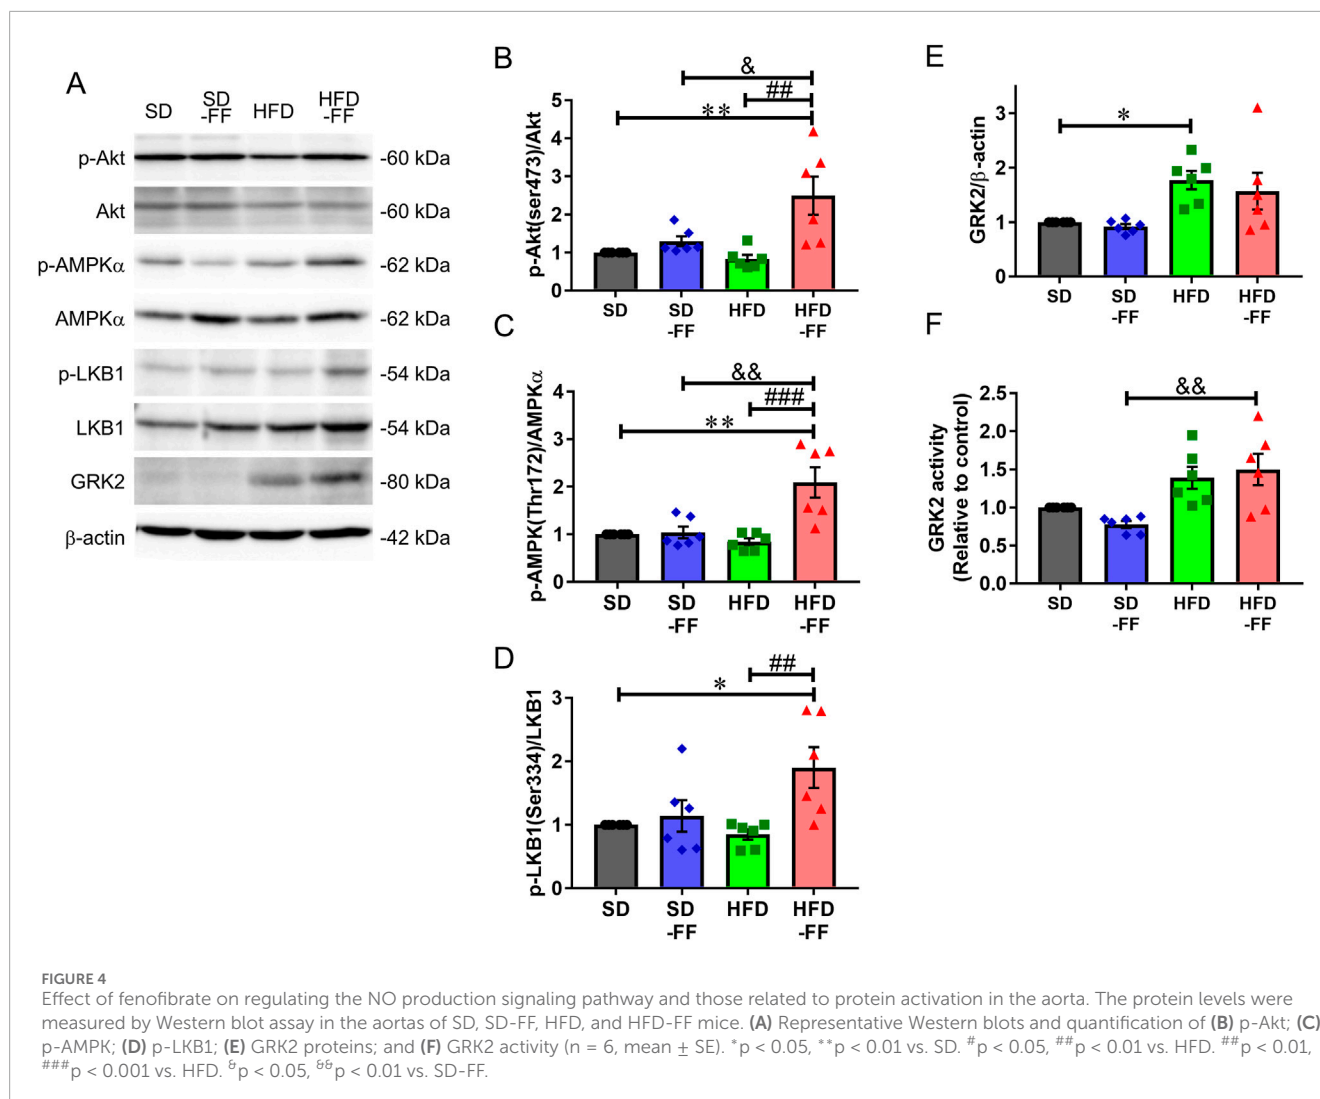 A
SD
SD
-FF
HFD
HFD
-FF
p-Akt
-60 kDa
Akt
-60 kDa
p-AMPKα
-62 kDa
AMPKα
-62 kDa
p-LKB1
-54 kDa
LKB1
-54 kDa
GRK2
-80 kDa
β-actin
-42 kDa
B
p-Akt(ser473)/Akt
5
4
3
2
1
0
&
##
**
SD
SD
-FF
HFD
HFD
-FF
C
p-AMPK(Thr172)/AMPKα
4
3
2
1
0
&&
###
**
SD
SD
-FF
HFD
HFD
-FF
D
p-LKB1(Ser334)/LKB1
3
2
1
0
##
*
SD
SD
-FF
HFD
HFD
-FF
E
GRK2/β-actin
3
2
1
0
*
SD
SD
-FF
HFD
HFD
-FF
F
GRK2 activity
(Relative to control)
2.5
2.0
1.5
1.0
0.5
0.0
&&
SD
SD
-FF
HFD
HFD
-FF
FIGURE 4
Effect of fenofibrate on regulating the NO production signaling pathway and those related to protein activation in the aorta. The protein levels were
measured by Western blot assay in the aortas of SD, SD-FF, HFD, and HFD-FF mice. (A) Representative Western blots and quantification of (B) p-Akt; (C)
p-AMPK; (D) p-LKB1; (E) GRK2 proteins; and (F) GRK2 activity (n = 6, mean ± SE). *p < 0.05, **p < 0.01 vs. SD. #p < 0.05, ##p < 0.01 vs. HFD. ##p < 0.01,
###p < 0.001 vs. HFD. &p < 0.05, &&p < 0.01 vs. SD-FF.